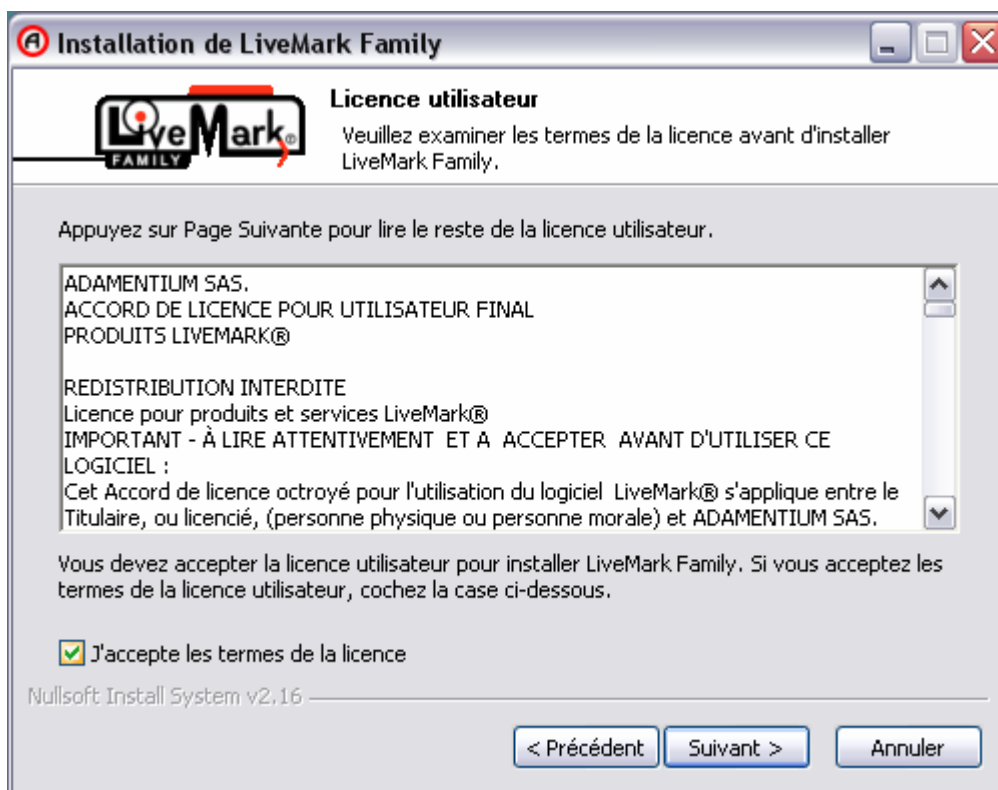 Installation de LiveMark Family
LiveMark®
FAMILY
Licence utilisateur
Veuillez examiner les termes de la licence avant d'installer
LiveMark Family.
Appuyez sur Page Suivante pour lire le reste de la licence utilisateur.
ADAMENTIUM SAS.
ACCORD DE LICENCE POUR UTILISATEUR FINAL
PRODUITS LIVEMARK®
REDISTRIBUTION INTERDITE
Licence pour produits et services LiveMark®
IMPORTANT - À LIRE ATTENTIVEMENT  ET A  ACCEPTER  AVANT D'UTILISER CE
LOGICIEL :
Cet Accord de licence octroyé pour l'utilisation du logiciel  LiveMark® s'applique entre le
Titulaire, ou licencié, (personne physique ou personne morale) et ADAMENTIUM SAS.
Vous devez accepter la licence utilisateur pour installer LiveMark Family. Si vous acceptez les
termes de la licence utilisateur, cochez la case ci-dessous.
J'accepte les termes de la licence
Nullsoft Install System v2.16
< Précédent
Suivant >
Annuler